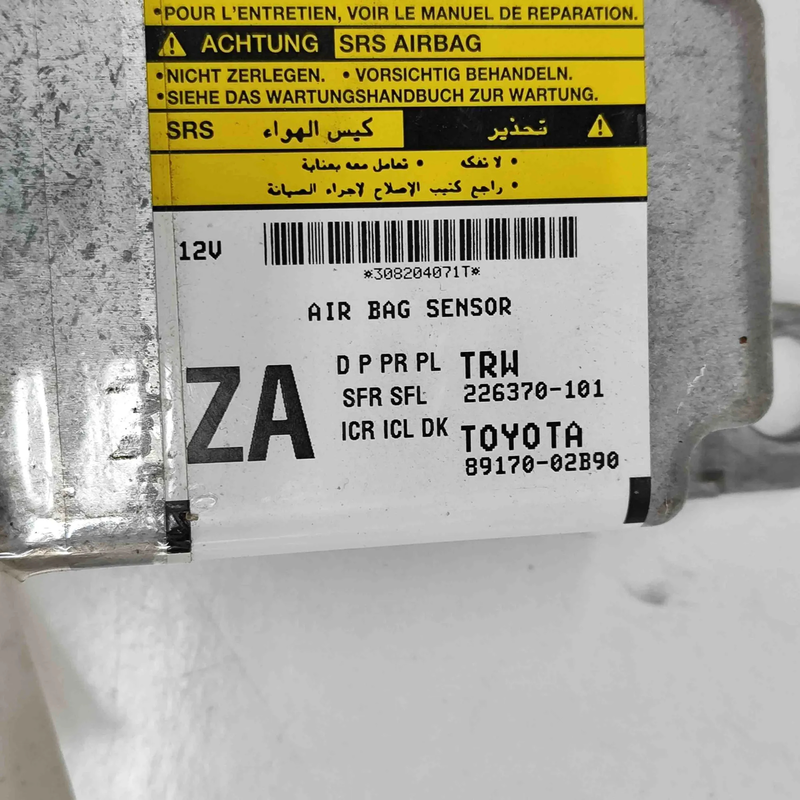 •POUR L'ENTRETIEN, VOIR LE MANUEL DE REPARATION.
ACHTUNG SRS AIRBAG
•NICHT ZERLEGEN. • VORSICHTIG BEHANDELN.
•SIEHE DAS WARTUNGSHANDBUCH ZUR WARTUNG.
تحذير كيس الهواء SRS
• لا تفكه • تعامل معه بعناية
• راجع كتيب الإصلاح لاجراء الصيانة
12V
*308204071T*
AIR BAG SENSOR
ZA
D P PR PL TRW
SFR SFL 226370-101
ICR ICL DK TOYOTA
89170-02B90